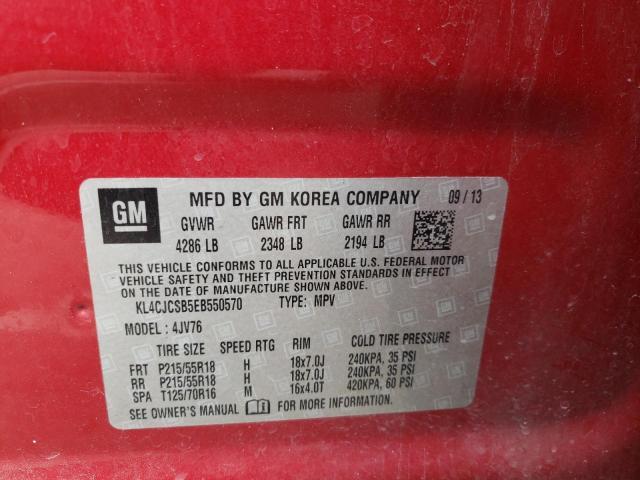 GM MFD BY GM KOREA COMPANY 09/13
GVWR GAWR FRT GAWR RR
4286 LB 2348 LB 2194 LB
THIS VEHICLE CONFORMS TO ALL APPLICABLE U.S. FEDERAL MOTOR
VEHICLE SAFETY AND THEFT PREVENTION STANDARDS IN EFFECT ON
THE DATE OF MANUFACTURE SHOWN ABOVE.
KL4CJCSB5EB550570 TYPE: MPV
MODEL: 4JV76
TIRE SIZE SPEED RTG RIM COLD TIRE PRESSURE
FRT P215/55R18 H 18x7.0J 240KPA, 35 PSI
RR P215/55R18 H 18x7.0J 240KPA, 35 PSI
SPA T125/70R16 M 16x4.0T 420KPA, 60 PSI
SEE OWNER'S MANUAL FOR MORE INFORMATION.